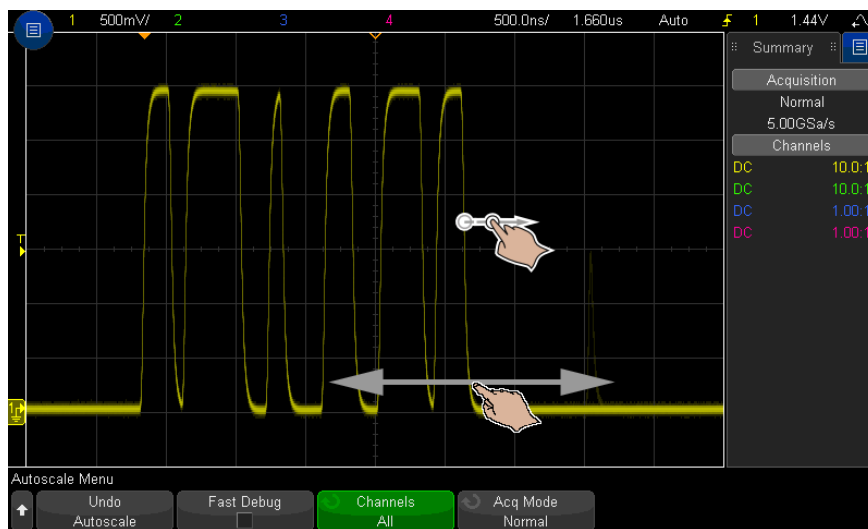 1 500mV/ 2 3 4 500.0ns/ 1.660us Auto 1 1.44V
Summary
Acquisition
Normal
5.00GSa/s
Channels
DC 10.0:1
DC 10.0:1
DC 1.00:1
DC 1.00:1
T
1
Autoscale Menu
Undo
Autoscale
Fast Debug
Channels
All
Acq Mode
Normal